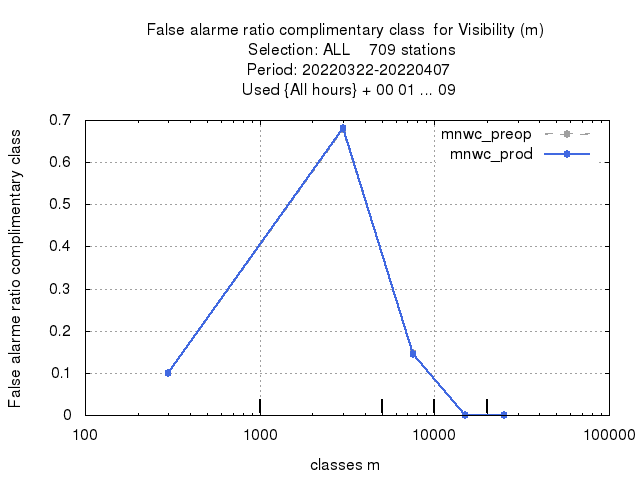 False alarme ratio complimentary class  for Visibility (m)
Selection: ALL    709 stations
Period: 20220322-20220407
Used {All hours} + 00 01 ... 09
mnwc_preop
mnwc_prod
False alarme ratio complimentary class
0.7
0.6
0.5
0.4
0.3
0.2
0.1
0
100
1000
10000
100000
classes m